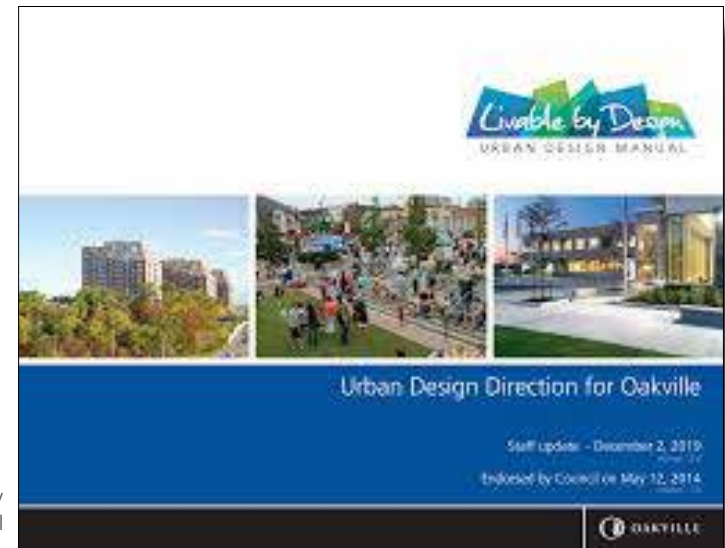 Livable by Design
URBAN DESIGN MANUAL
Urban Design Direction for Oakville
Staff update - December 2, 2019
Endorsed by Council on May 12, 2014
OAKVILLE